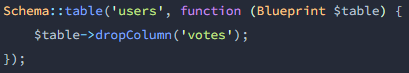 Schema::table('users', function (Blueprint $table) {
    $table->dropColumn('votes');
});